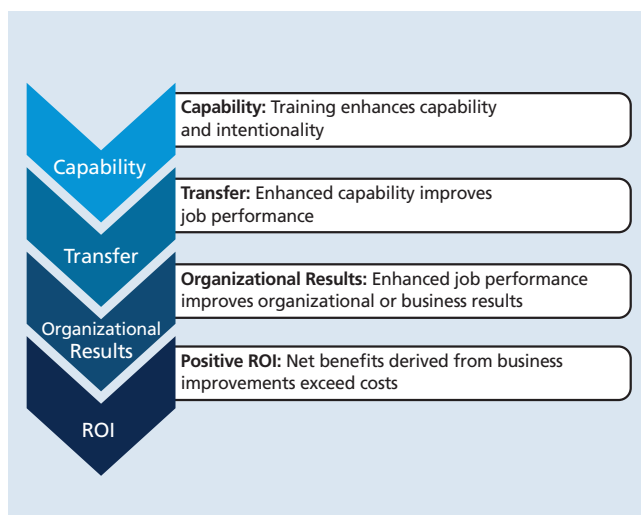 Capability: Training enhances capability
and intentionality
Capability
Transfer: Enhanced capability improves
job performance
Transfer
Organizational Results: Enhanced job performance
improves organizational or business results
Organizational
Results
Positive ROI: Net benefits derived from business
improvements exceed costs
ROI